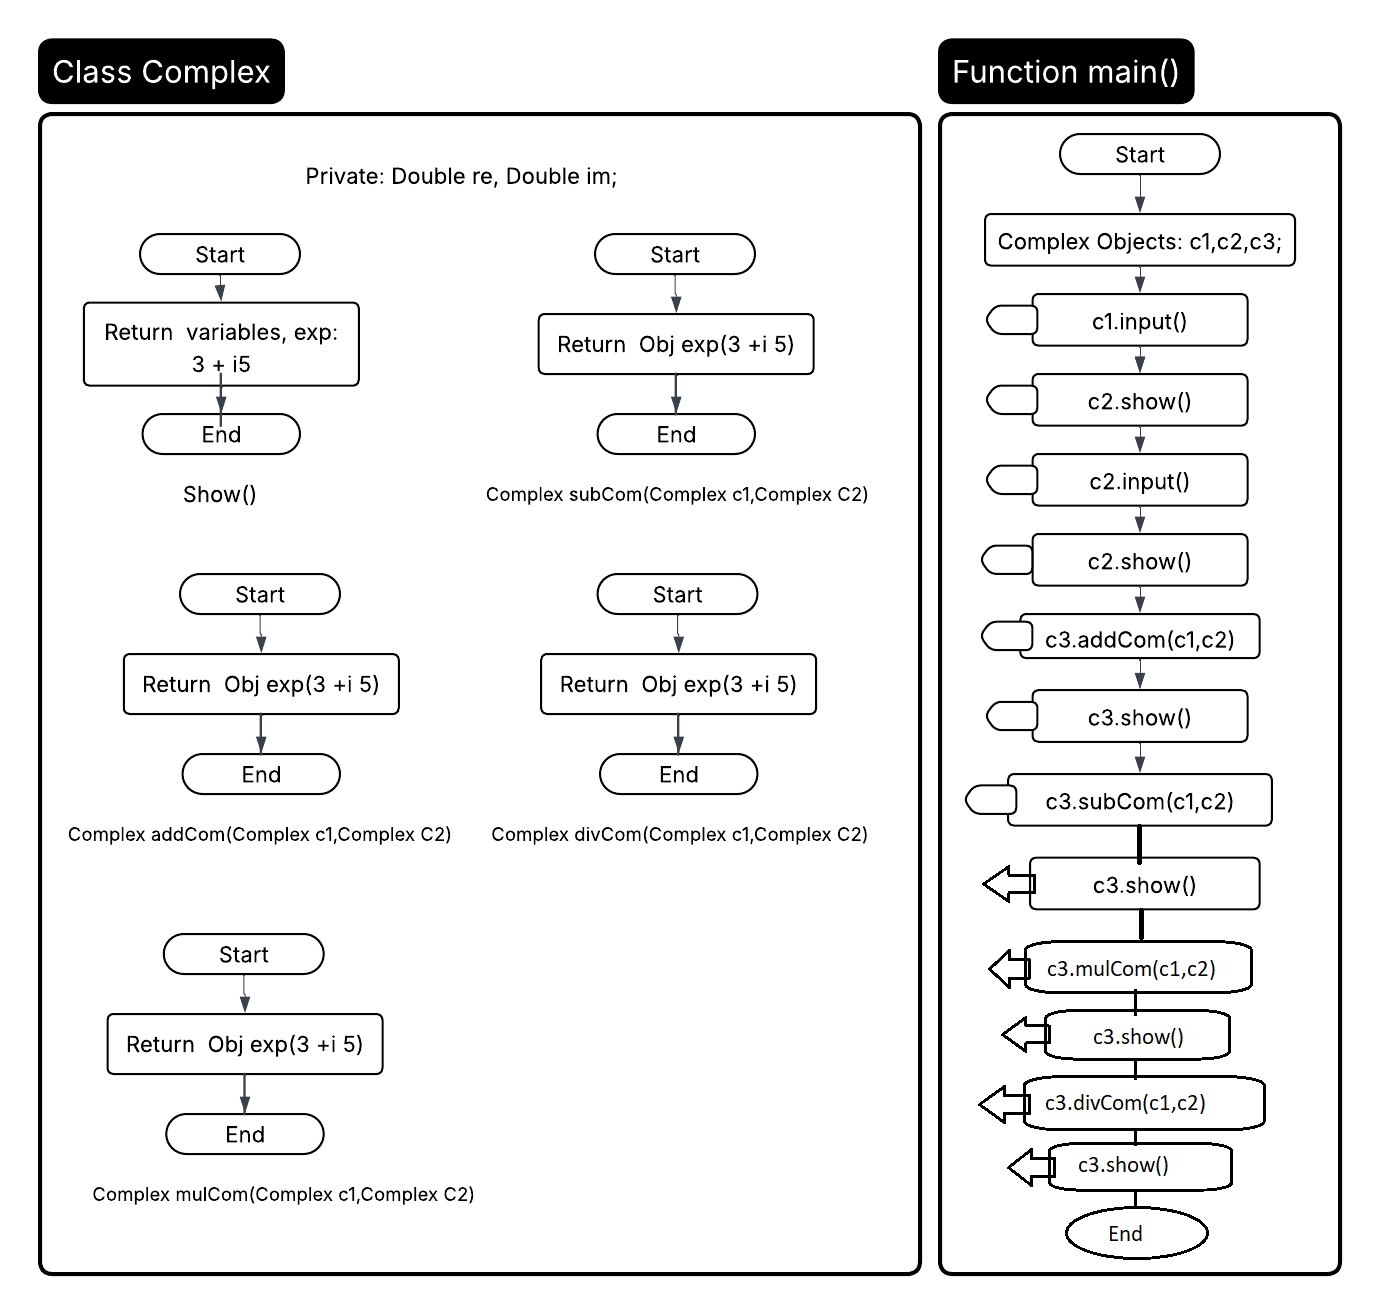 Class Complex
Private: Double re, Double im;
Start
Return  variables, exp:
3 + i5
End
Show()
Start
Return  Obj exp(3 +i 5)
End
Complex subCom(Complex c1,Complex C2)
Start
Return  Obj exp(3 +i 5)
End
Complex addCom(Complex c1,Complex C2)
Start
Return  Obj exp(3 +i 5)
End
Complex divCom(Complex c1,Complex C2)
Start
Return  Obj exp(3 +i 5)
End
Complex mulCom(Complex c1,Complex C2)
Function main()
Start
Complex Objects: c1,c2,c3;
c1.input()
c2.show()
c2.input()
c2.show()
c3.addCom(c1,c2)
c3.show()
c3.subCom(c1,c2)
c3.show()
c3.mulCom(c1,c2)
c3.show()
c3.divCom(c1,c2)
c3.show()
End